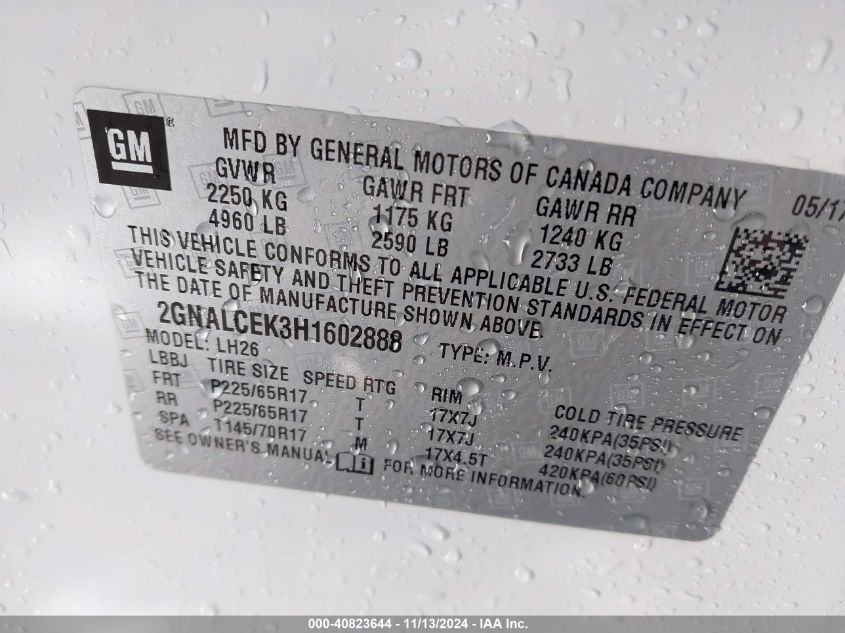 GM
MFD BY GENERAL MOTORS OF CANADA COMPANY 05/17
GVWR GAWR FRT GAWR RR
2250 KG 1175 KG 1240 KG
4960 LB 2590 LB 2733 LB
THIS VEHICLE CONFORMS TO ALL APPLICABLE U.S. FEDERAL MOTOR
VEHICLE SAFETY AND THEFT PREVENTION STANDARDS IN EFFECT ON
THE DATE OF MANUFACTURE SHOWN ABOVE.
2GNALCEK3H1602888 TYPE: M.P.V.
MODEL: LH26
LBBJ TIRE SIZE SPEED RTG RIM COLD TIRE PRESSURE
FRT P225/65R17 T 17X7J 240KPA(35PSI)
RR P225/65R17 T 17X7J 240KPA(35PSI)
SPA T145/70R17 M 17X4.5T 420KPA(60PSI)
SEE OWNER'S MANUAL FOR MORE INFORMATION.
000-40823644 — 11/13/2024 — IAA Inc.